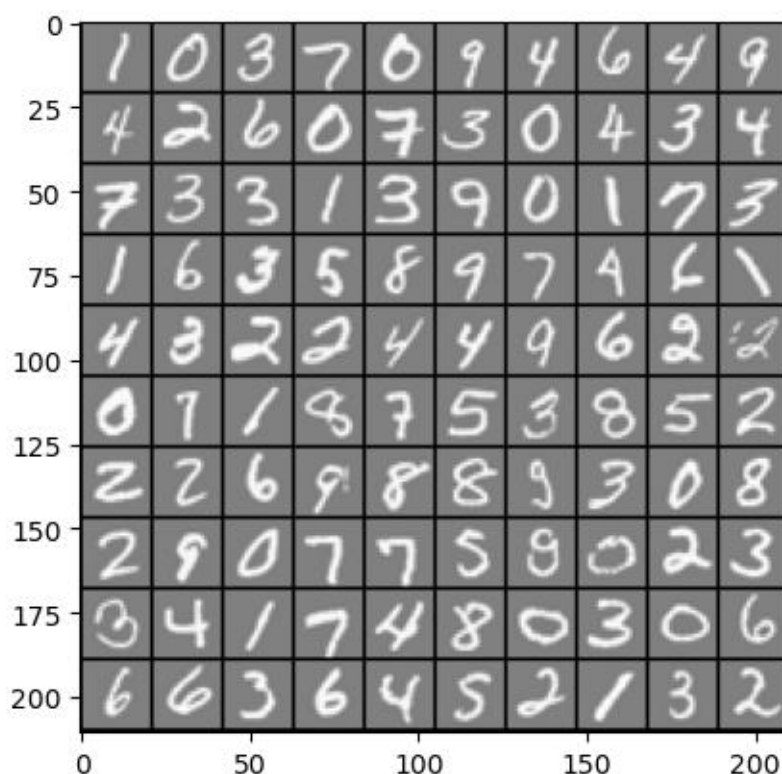 0
1 0 3 7 0 9 4 6 4 9
25
4 2 6 0 7 3 0 4 3 4
50
7 3 3 1 3 9 0 1 7 3
75
1 6 3 5 8 9 7 9 6 1
100
4 3 2 2 4 4 9 6 2 2
0 7 1 8 7 5 3 8 5 2
125
2 2 6 9 8 8 9 3 0 8
150
2 9 0 7 7 5 9 0 2 3
175
3 4 1 7 4 8 0 3 0 6
200
6 6 3 6 4 5 2 1 3 2
0 50 100 150 200